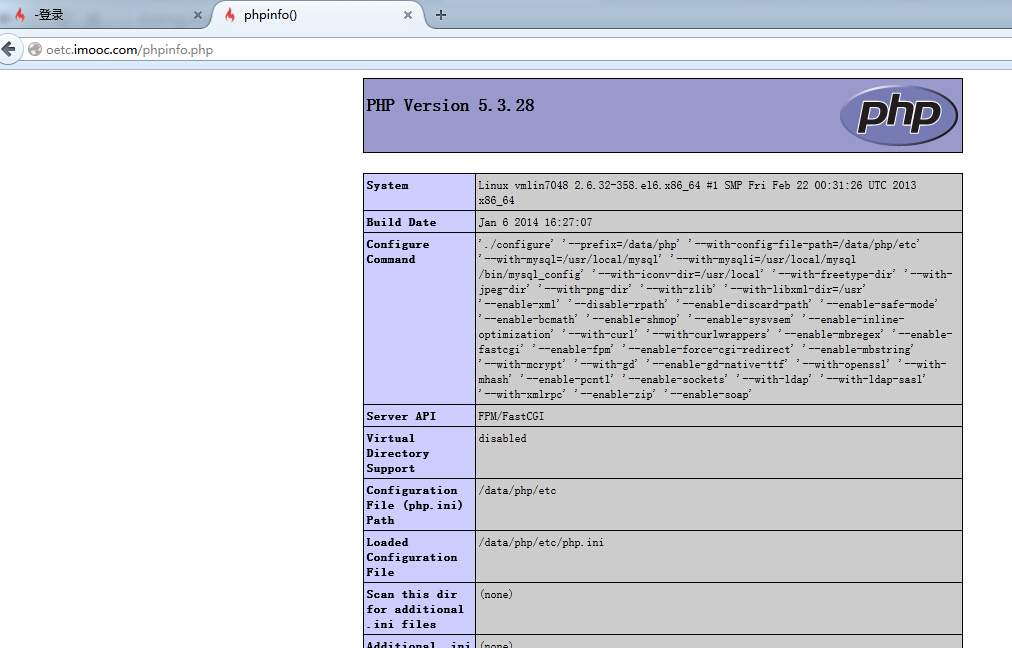 -登录
phpinfo()
oetc.imooc.com/phpinfo.php
PHP Version 5.3.28
php
System
Linux vmlin7048 2.6.32-358.el6.x86_64 #1 SMP Fri Feb 22 00:31:26 UTC 2013
x86_64
Build Date
Jan 6 2014 16:27:07
Configure
Command
'./configure' '--prefix=/data/php' '--with-config-file-path=/data/php/etc'
'--with-mysql=/usr/local/mysql' '--with-mysqli=/usr/local/mysql
/bin/mysql_config' '--with-iconv-dir=/usr/local' '--with-freetype-dir' '--with-
jpeg-dir' '--with-png-dir' '--with-zlib' '--with-libxml-dir=/usr'
'--enable-xml' '--disable-rpath' '--enable-discard-path' '--enable-safe-mode'
'--enable-bcmath' '--enable-shmop' '--enable-sysvsem' '--enable-inline-
optimization' '--with-curl' '--with-curlwrappers' '--enable-mbregex' '--enable-
fastcgi' '--enable-fpm' '--enable-force-cgi-redirect' '--enable-mbstring'
'--with-mcrypt' '--with-gd' '--enable-gd-native-ttf' '--with-openssl' '--with-
mhash' '--enable-pcntl' '--enable-sockets' '--with-ldap' '--with-ldap-sasl'
'--with-xmlrpc' '--enable-zip' '--enable-soap'
Server API
FPM/FastCGI
Virtual
Directory
Support
disabled
Configuration
File (php.ini)
Path
/data/php/etc
Loaded
Configuration
File
/data/php/etc/php.ini
Scan this dir
for additional
.ini files
(none)
Additional .ini
(none)